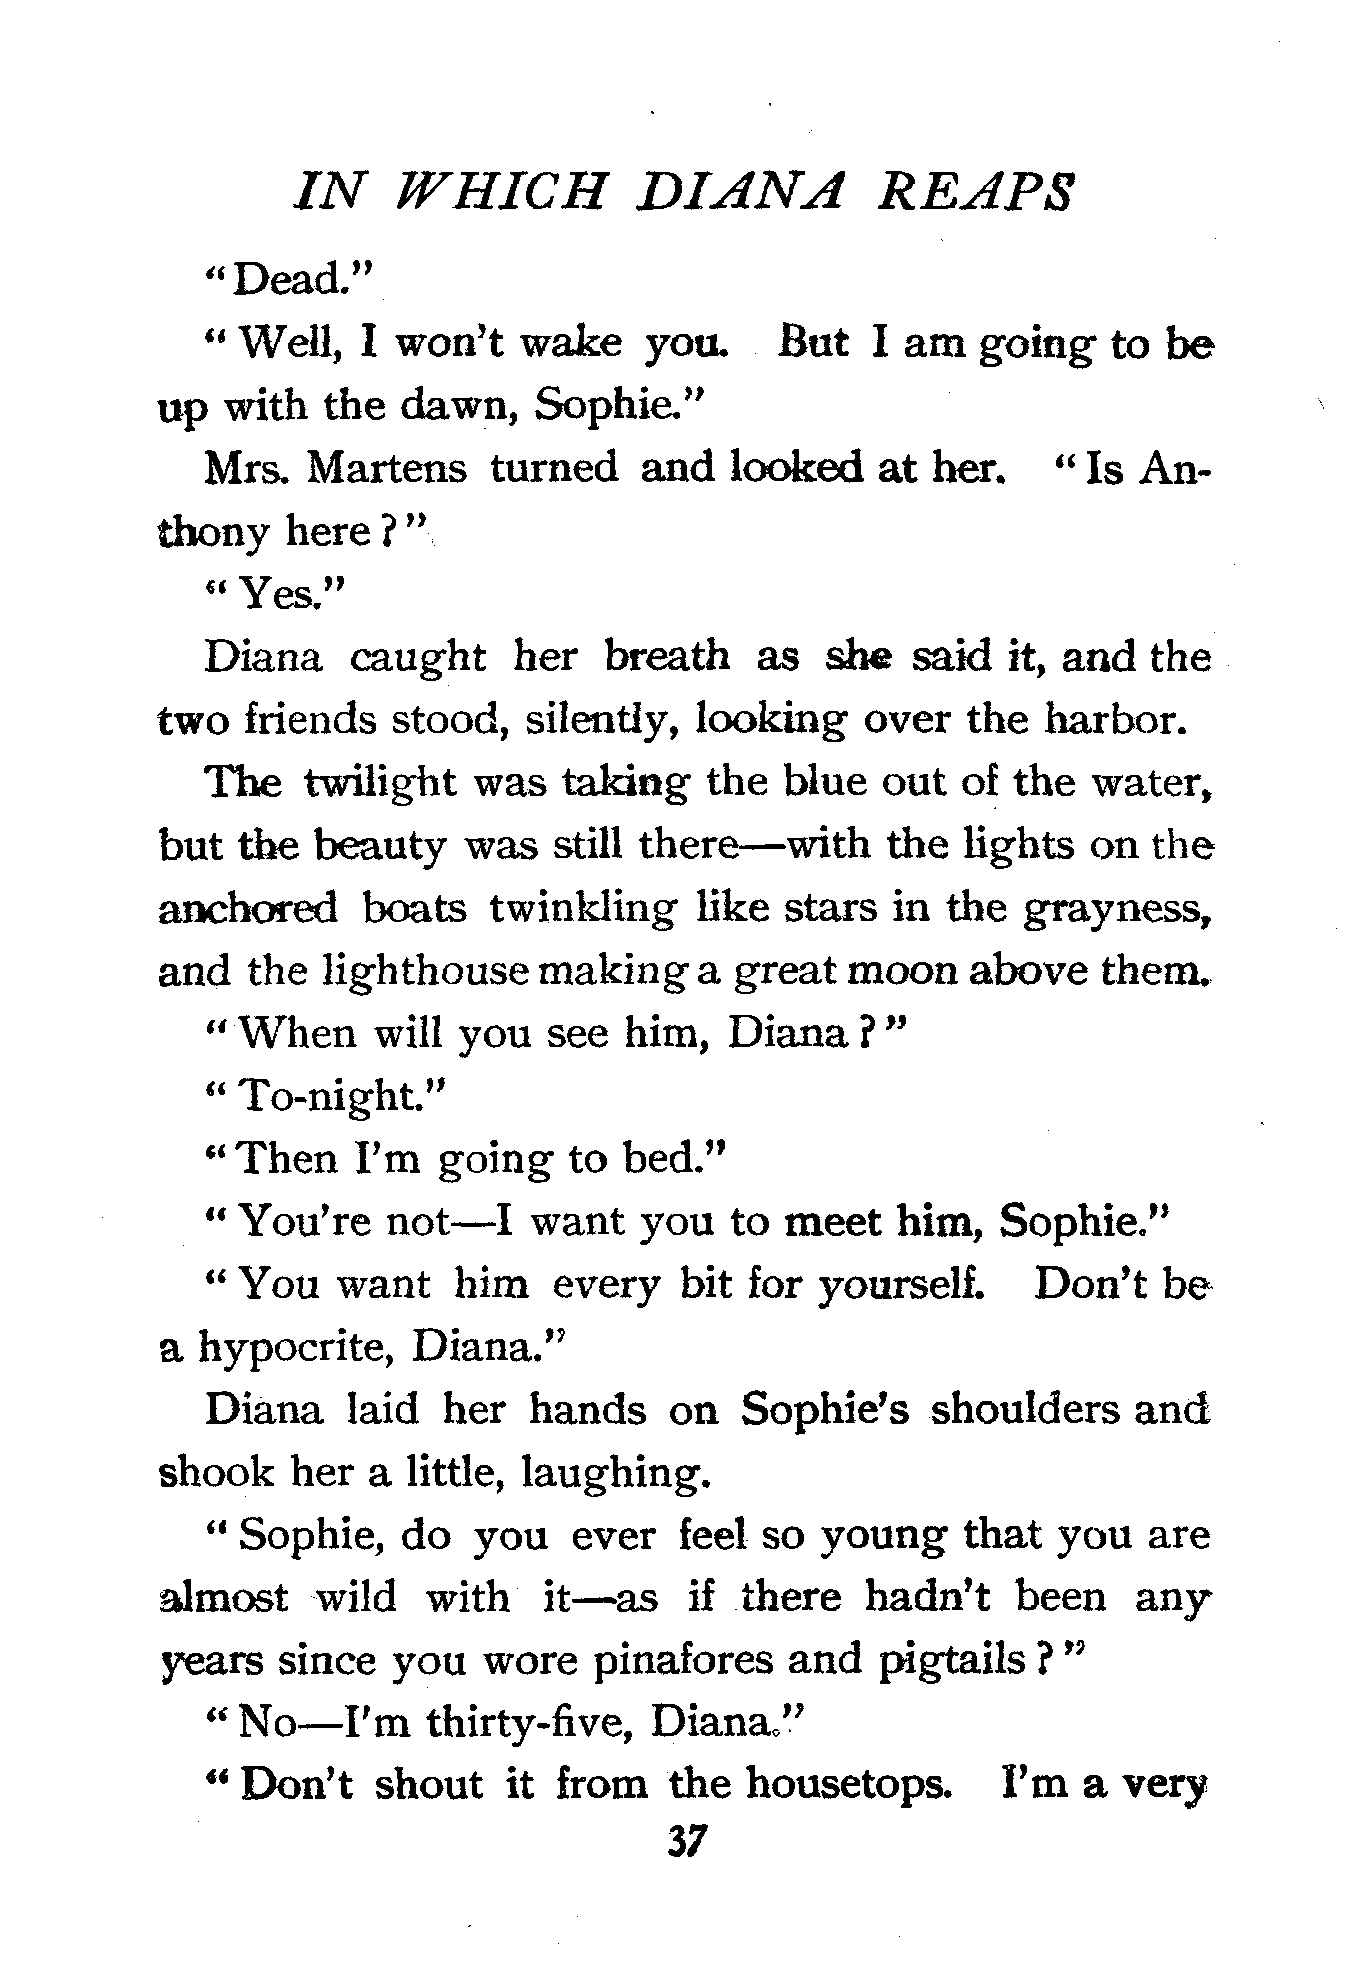 IN WHICH DIANA REAPS
"Dead."
"Well, I won't wake you. But I am going to be
up with the dawn, Sophie."
Mrs. Martens turned and looked at her. "Is An-
thony here?"
"Yes."
Diana caught her breath as she said it, and the
two friends stood, silently, looking over the harbor.
The twilight was taking the blue out of the water,
but the beauty was still there—with the lights on the
anchored boats twinkling like stars in the grayness,
and the lighthouse making a great moon above them.
"When will you see him, Diana?"
"To-night."
"Then I'm going to bed."
"You're not—I want you to meet him, Sophie."
"You want him every bit for yourself. Don't be
a hypocrite, Diana."
Diana laid her hands on Sophie's shoulders and
shook her a little, laughing.
"Sophie, do you ever feel so young that you are
almost wild with it—as if there hadn't been any
years since you wore pinafores and pigtails?"
"No—I'm thirty-five, Diana."
"Don't shout it from the housetops. I'm a very
37